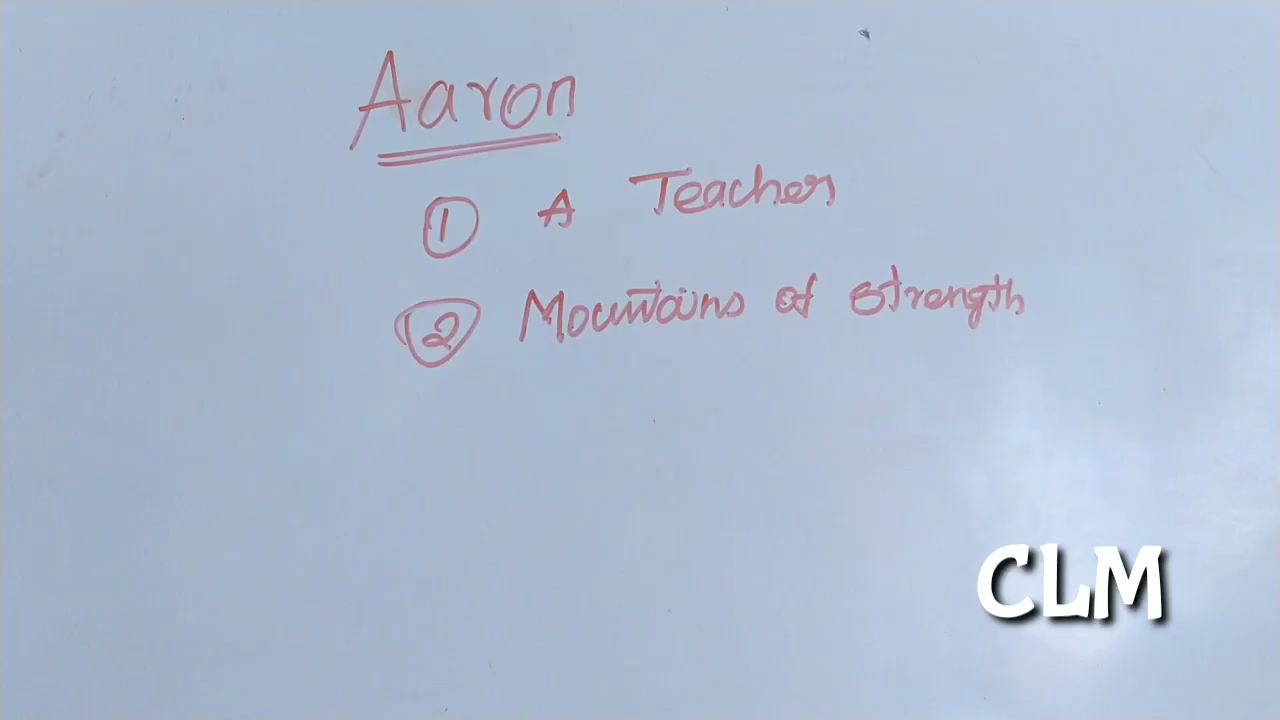 Aaron
① A Teacher
② Mountains of strength
CLM